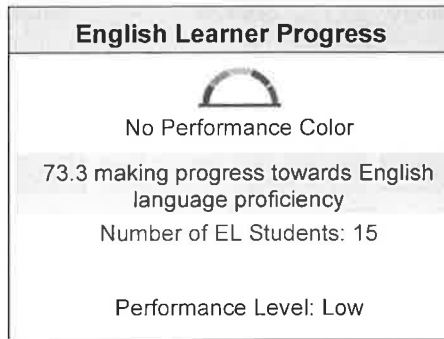 English Learner Progress
No Performance Color
73.3 making progress towards English
language proficiency
Number of EL Students: 15
Performance Level: Low